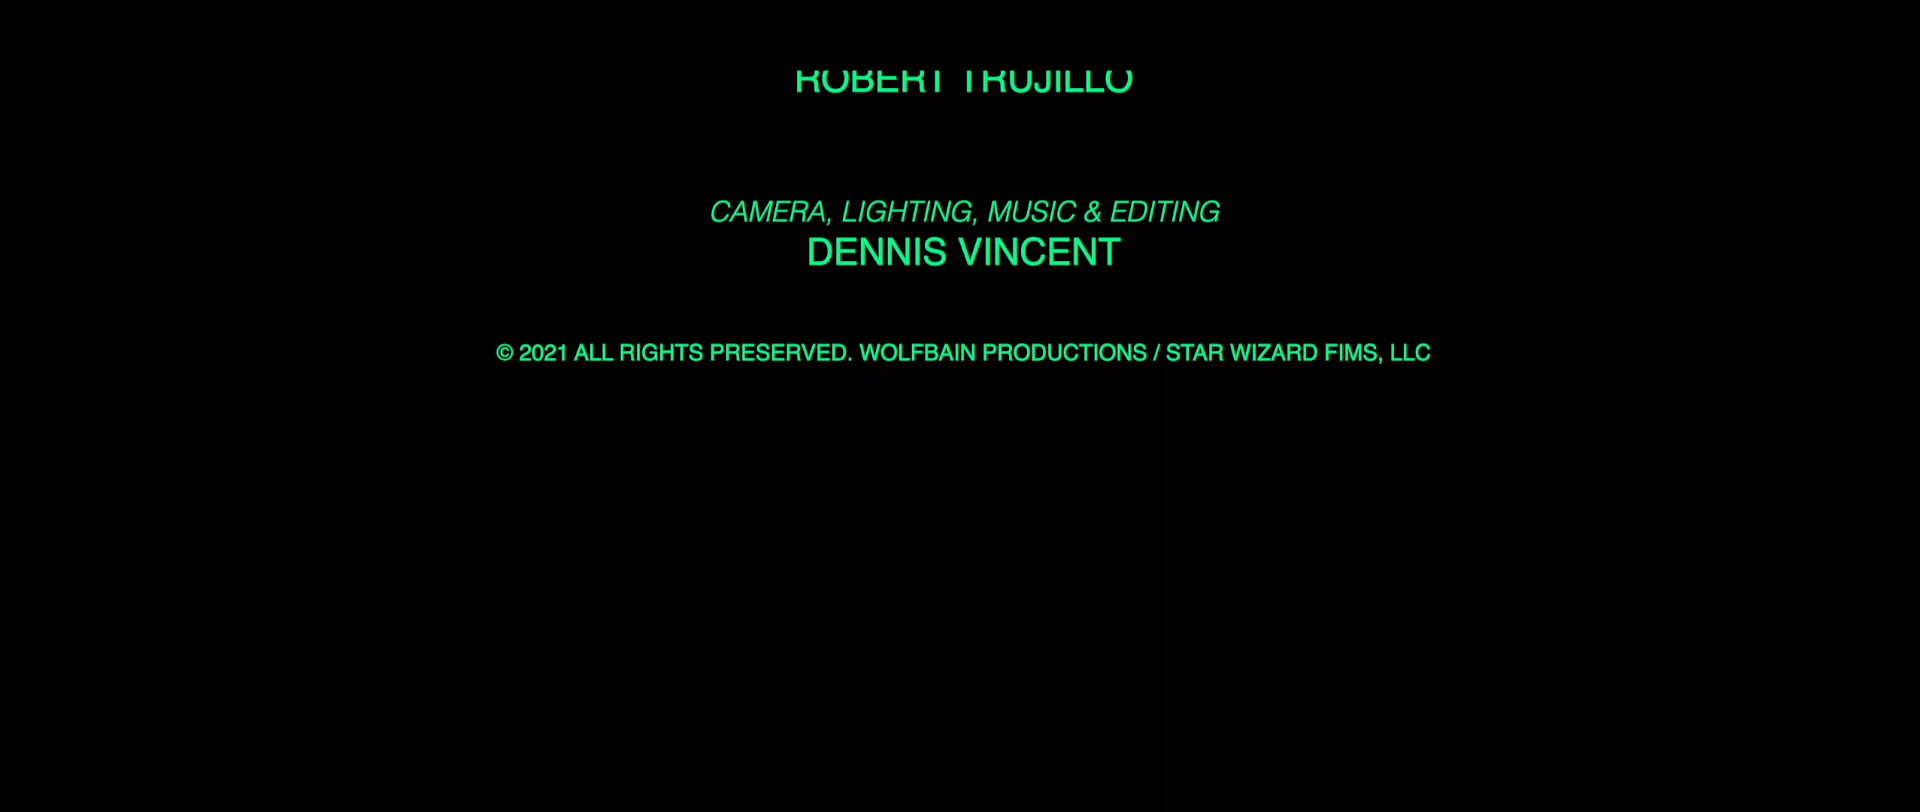 ROBERT TRUJILLO
CAMERA, LIGHTING, MUSIC & EDITING
DENNIS VINCENT
© 2021 ALL RIGHTS PRESERVED. WOLFBAIN PRODUCTIONS / STAR WIZARD FIMS, LLC